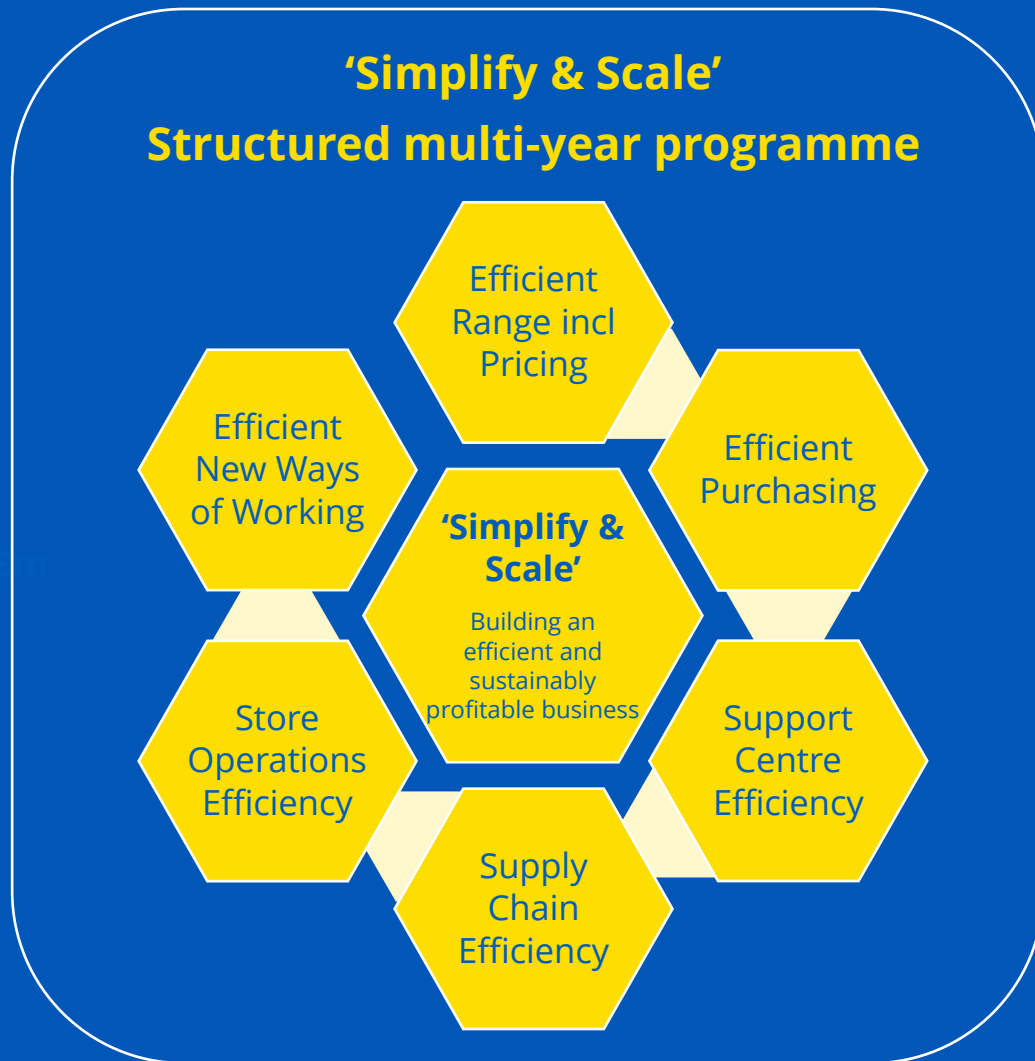 ‘Simplify & Scale’
Structured multi-year programme
Efficient
Range incl
Pricing
Efficient
Purchasing
Support
Centre
Efficiency
Supply
Chain
Efficiency
Store
Operations
Efficiency
Efficient
New Ways
of Working
‘Simplify &
Scale’
Building an
efficient and
sustainably
profitable business